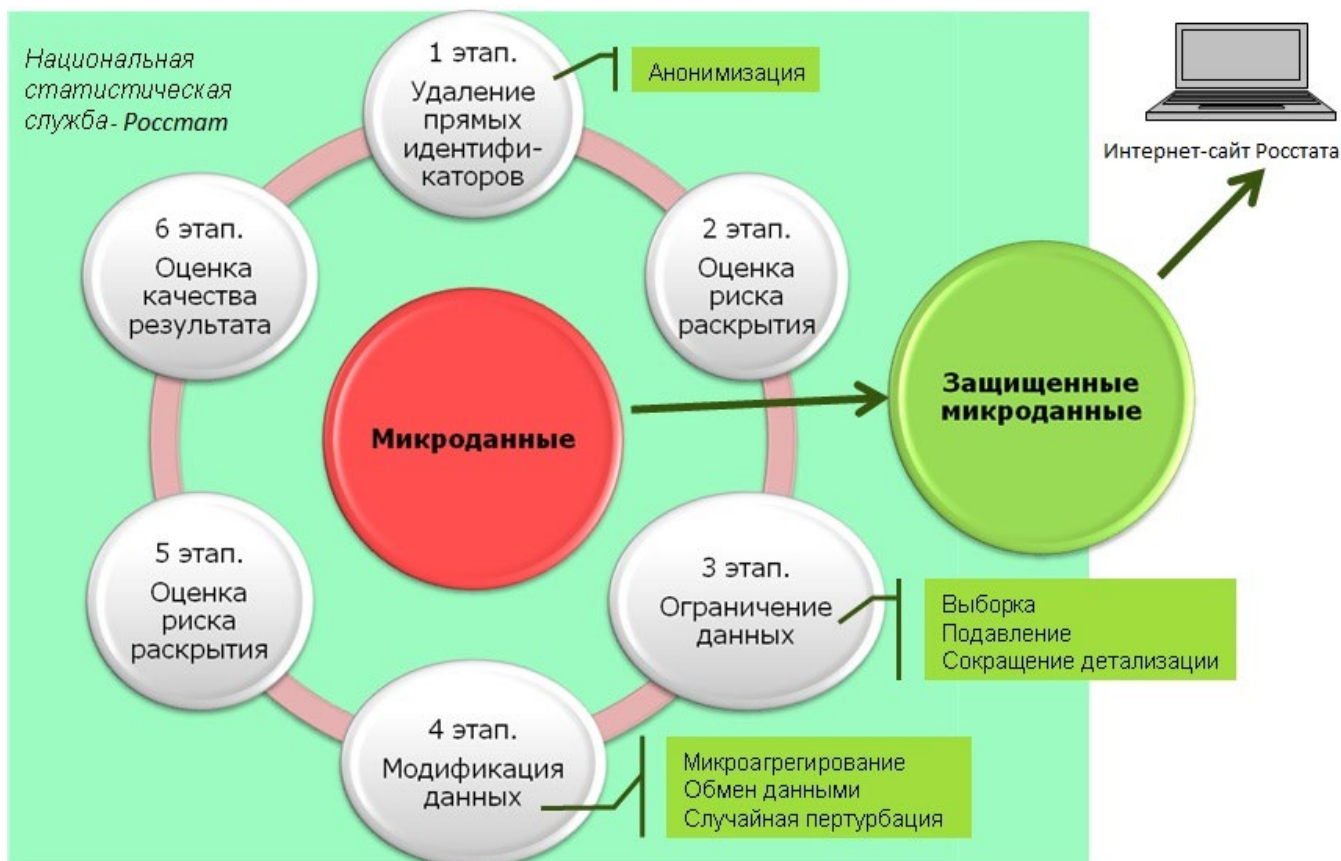 Национальная
статистическая
служба- Росстат
1 этап.
Удаление
прямых
идентифи-
каторов
Анонимизация
Интернет-сайт Росстата
2 этап.
Оценка
риска
раскрытия
3 этап.
Ограничение
данных
Выборка
Подавление
Сокращение детализации
4 этап.
Модификация
данных
Микроагрегирование
Обмен данными
Случайная пертурбация
5 этап.
Оценка
риска
раскрытия
6 этап.
Оценка
качества
результата
Микроданные
Защищенные
микроданные